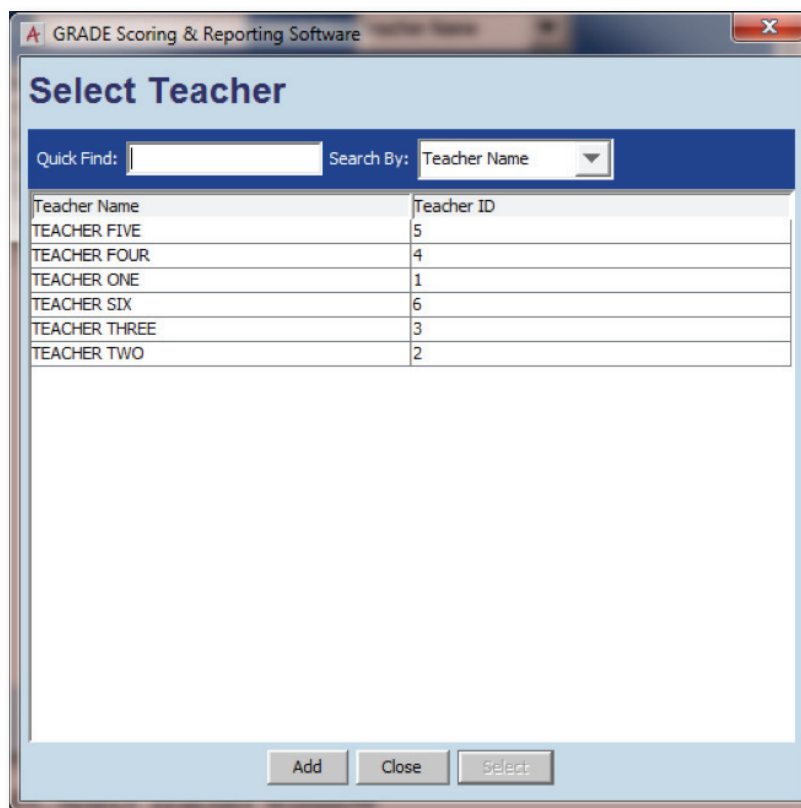 GRADE Scoring & Reporting Software
Select Teacher
Quick Find: Search By: Teacher Name
Teacher Name Teacher ID
TEACHER FIVE 5
TEACHER FOUR 4
TEACHER ONE 1
TEACHER SIX 6
TEACHER THREE 3
TEACHER TWO 2
Add Close Select